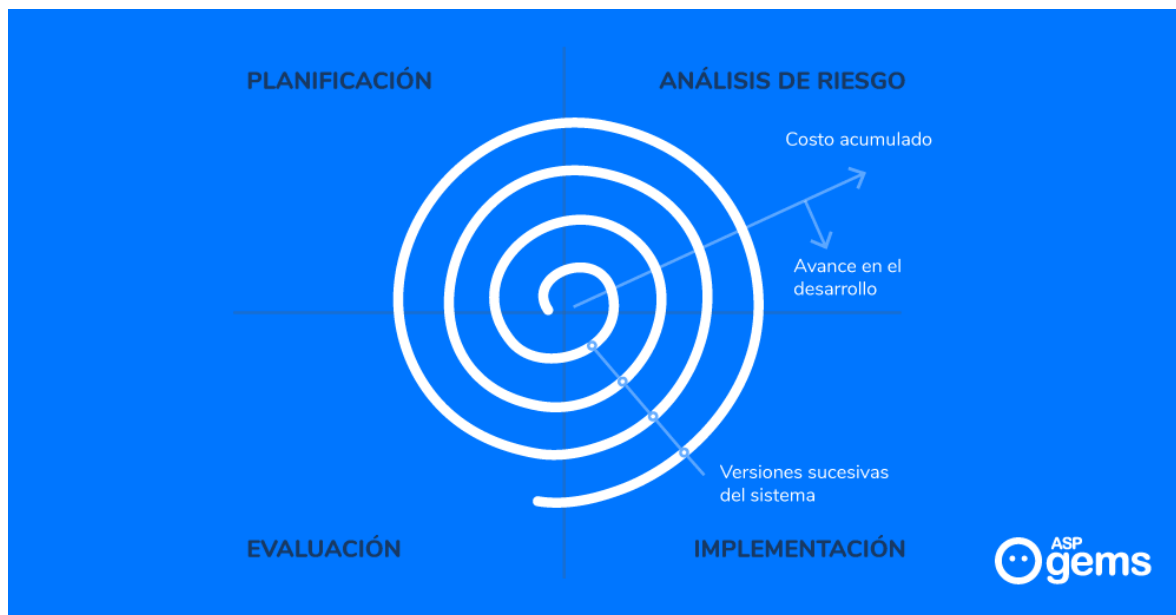 PLANIFICACIÓN
ANÁLISIS DE RIESGO
Costo acumulado
Avance en el
desarrollo
Versiones sucesivas
del sistema
EVALUACIÓN
IMPLEMENTACIÓN
ASP
gems